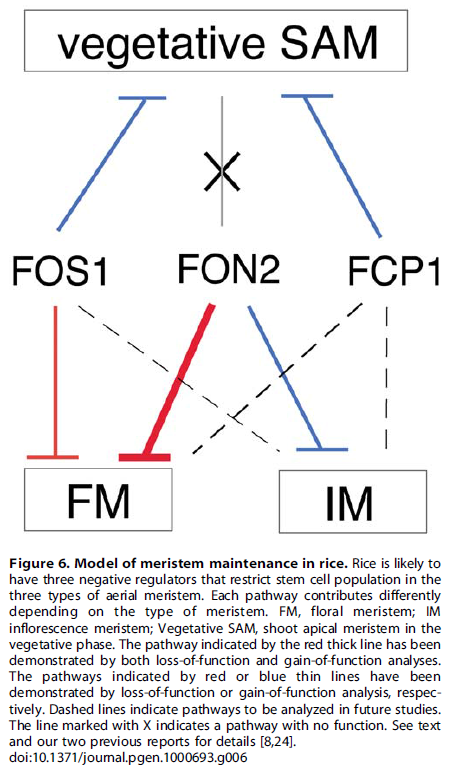 vegetative SAM
FOS1 FON2 FCP1
FM IM
Figure 6. Model of meristem maintenance in rice. Rice is likely to
have three negative regulators that restrict stem cell population in the
three types of aerial meristem. Each pathway contributes differently
depending on the type of meristem. FM, floral meristem; IM
inflorescence meristem; Vegetative SAM, shoot apical meristem in the
vegetative phase. The pathway indicated by the red thick line has been
demonstrated by both loss-of-function and gain-of-function analyses.
The pathways indicated by red or blue thin lines have been
demonstrated by loss-of-function or gain-of-function analysis, respec-
tively. Dashed lines indicate pathways to be analyzed in future studies.
The line marked with X indicates a pathway with no function. See text
and our two previous reports for details [8,24].
doi:10.1371/journal.pgen.1000693.g006